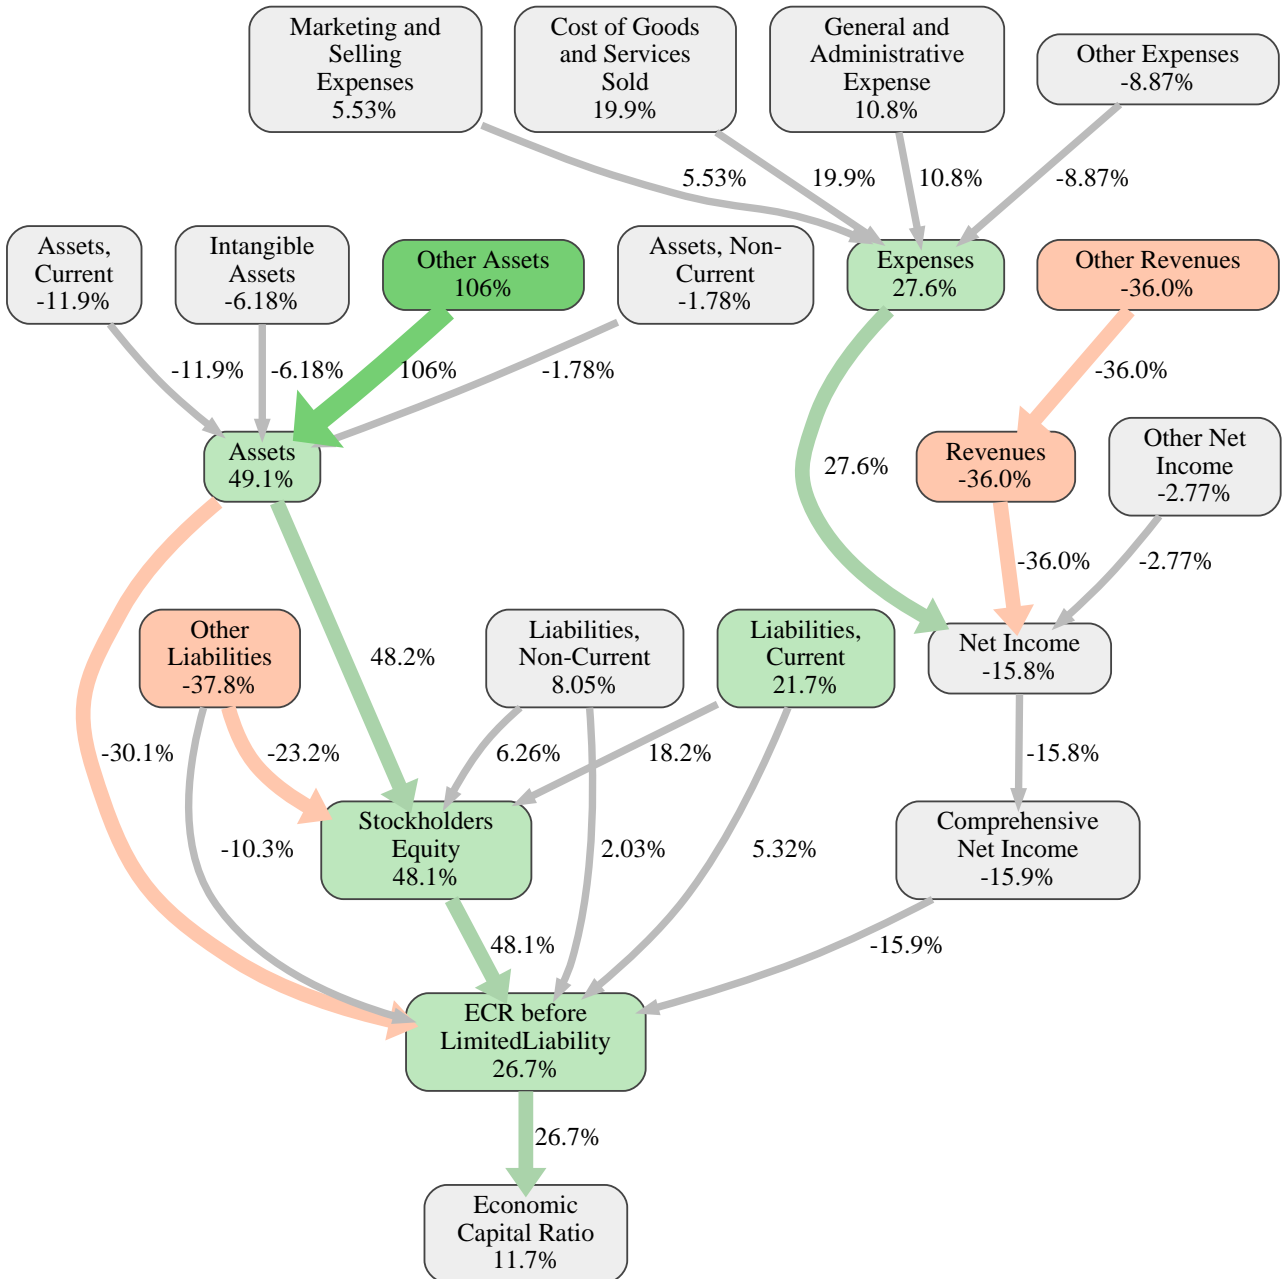 Marketing and
Selling
Expenses
5.53%
Cost of Goods
and Services
Sold
19.9%
General and
Administrative
Expense
10.8%
Other Expenses
-8.87%
5.53%
19.9%
10.8%
-8.87%
Assets,
Current
-11.9%
Intangible
Assets
-6.18%
Other Assets
106%
Assets, Non-
Current
-1.78%
Expenses
27.6%
Other Revenues
-36.0%
-11.9%
-6.18%
106%
-1.78%
-36.0%
Assets
49.1%
27.6%
Revenues
-36.0%
Other Net
Income
-2.77%
-36.0%
-2.77%
Other
Liabilities
-37.8%
48.2%
Liabilities,
Non-Current
8.05%
Liabilities,
Current
21.7%
Net Income
-15.8%
-30.1%
-23.2%
6.26%
18.2%
-15.8%
-10.3%
Stockholders
Equity
48.1%
2.03%
5.32%
Comprehensive
Net Income
-15.9%
48.1%
-15.9%
ECR before
LimitedLiability
26.7%
26.7%
Economic
Capital Ratio
11.7%